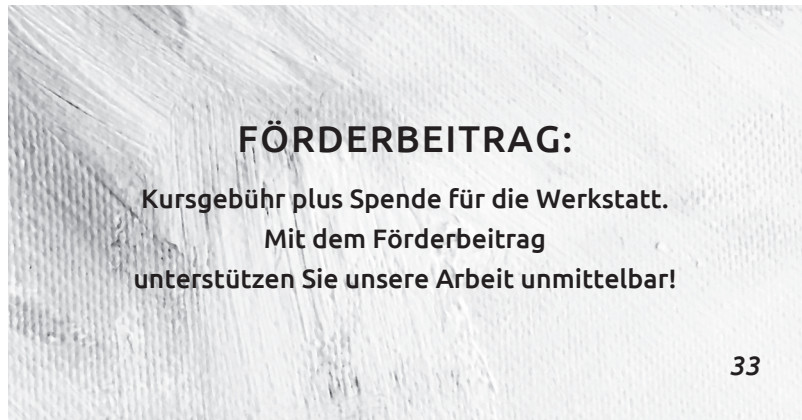 FÖRDERBEITRAG:
Kursgebühr plus Spende für die Werkstatt.
Mit dem Förderbeitrag
unterstützen Sie unsere Arbeit unmittelbar!
33